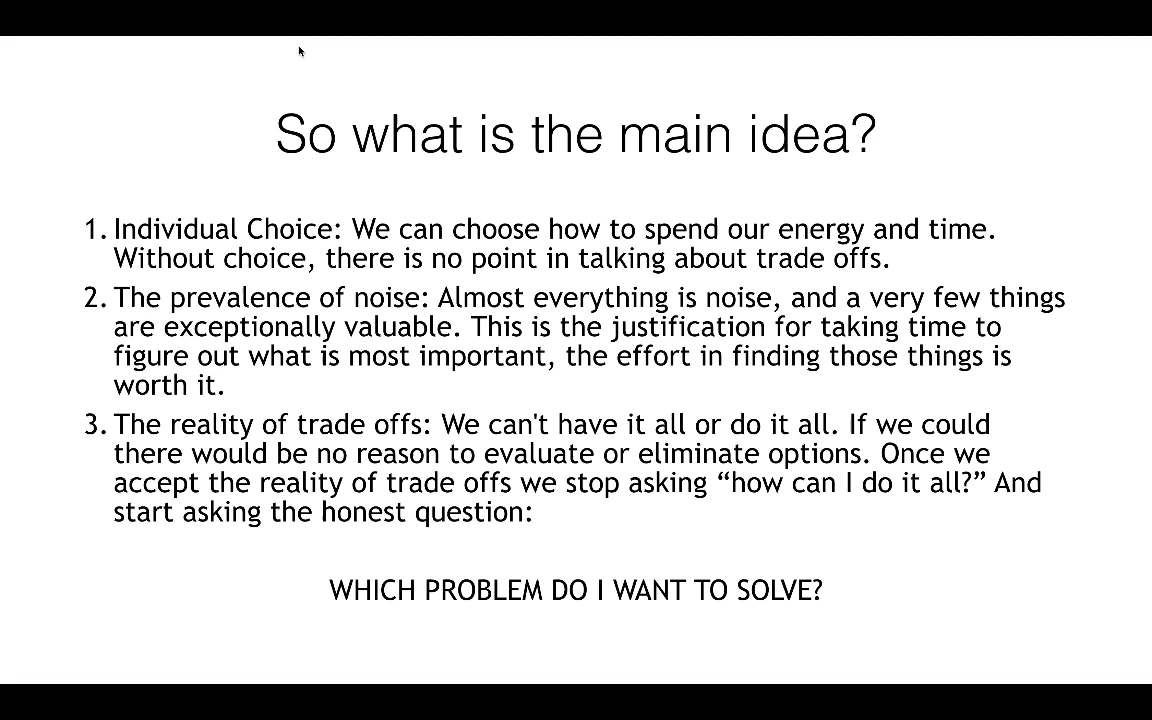 So what is the main idea?
1. Individual Choice: We can choose how to spend our energy and time.
Without choice, there is no point in talking about trade offs.
2. The prevalence of noise: Almost everything is noise, and a very few things
are exceptionally valuable. This is the justification for taking time to
figure out what is most important, the effort in finding those things is
worth it.
3. The reality of trade offs: We can't have it all or do it all. If we could
there would be no reason to evaluate or eliminate options. Once we
accept the reality of trade offs we stop asking “how can I do it all?” And
start asking the honest question:
WHICH PROBLEM DO I WANT TO SOLVE?